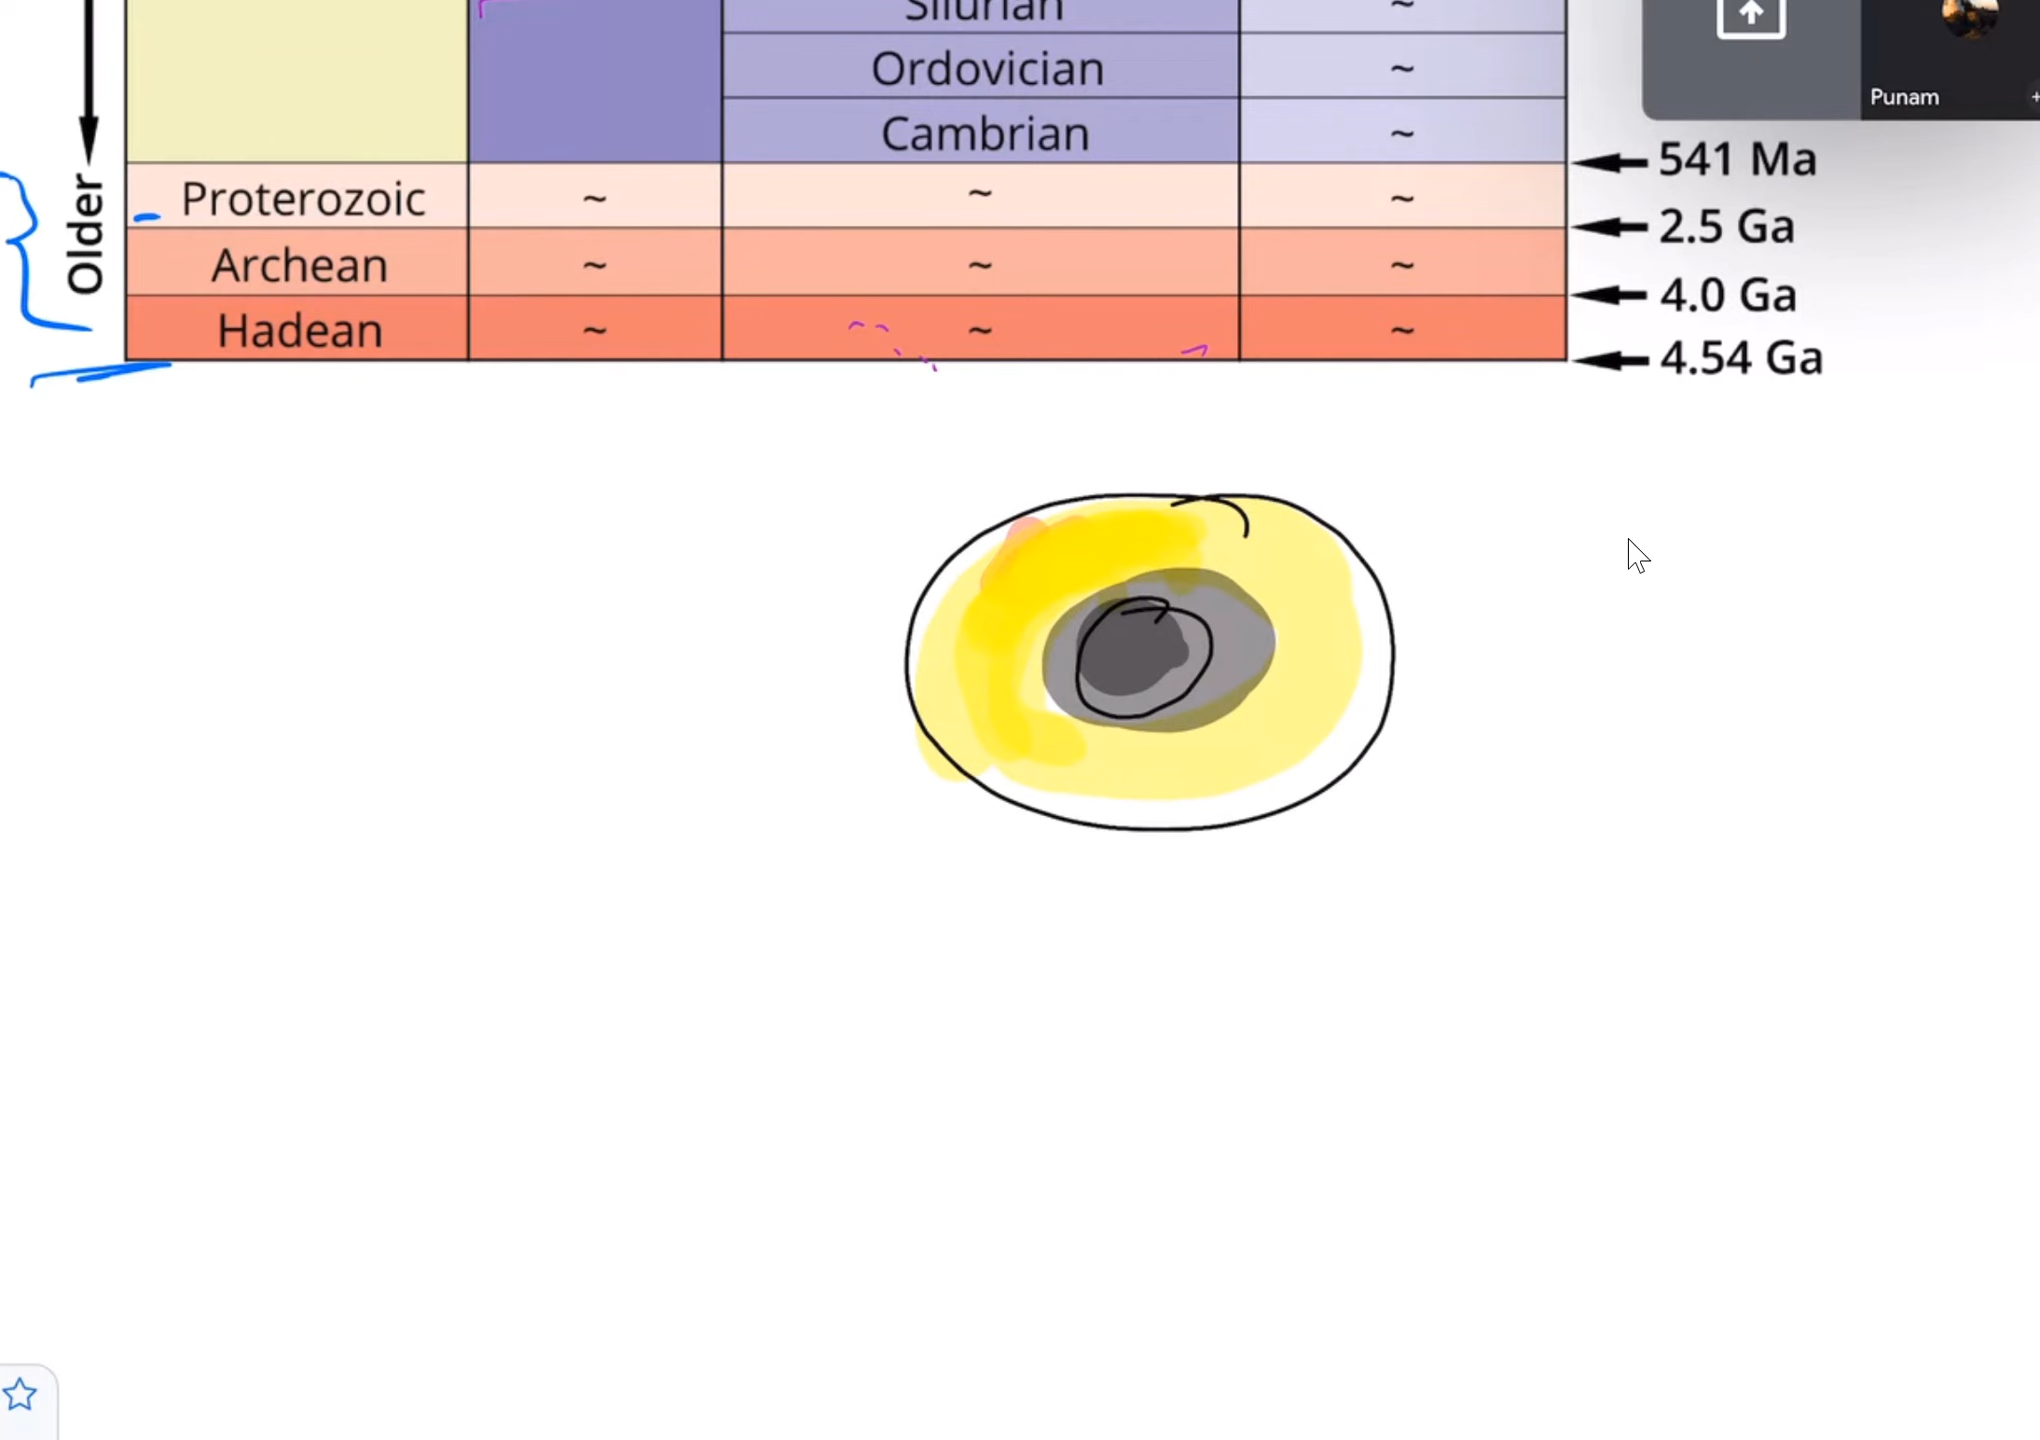 Silurian ~
Ordovician ~
Cambrian ~
Punam
541 Ma
Older
Proterozoic ~ ~ ~
2.5 Ga
Archean ~ ~ ~
4.0 Ga
Hadean ~ ~ ~
4.54 Ga